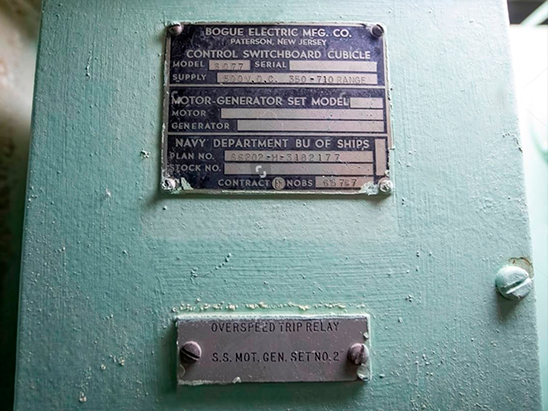 BOGUE ELECTRIC MFG. CO.
PATERSON, NEW JERSEY
CONTROL SWITCHBOARD CUBICLE
MODEL SERIAL
SUPPLY 500V.D.C. 350-710 RANGE
MOTOR-GENERATOR SET MODEL
MOTOR
GENERATOR
NAVY DEPARTMENT BU OF SHIPS
PLAN NO.
STOCK NO.
CONTRACT NOBS
OVERSPEED TRIP RELAY
S.S. MOT. GEN. SET NO. 2